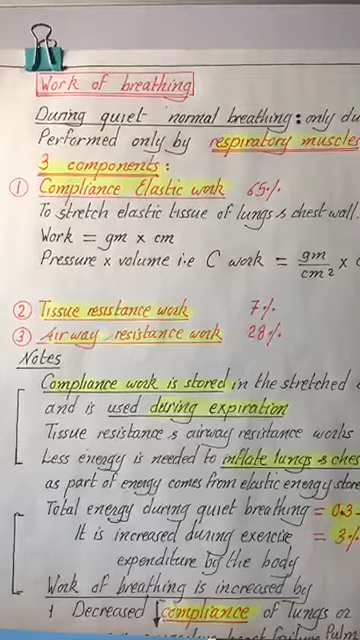 Work of breathing
During quiet normal breathing: only du
Performed only by respiratory muscles
3 components:
① Compliance Elastic work 65%
To stretch elastic tissue of lungs & chest wall.
Work = gm x cm
Pressure x volume i.e C work = gm/cm2 x c
② Tissue resistance work 7%
③ Airway resistance work 28%
Notes
Compliance work is stored in the stretched
and is used during expiration
Tissue resistance & airway resistance works
Less energy is needed to inflate lungs & ches
as part of energy comes from elastic energy store
Total energy during quiet breathing = 0.3-
It is increased during exercise = 3%
expenditure by the body
Work of breathing is increased by
1 Decreased compliance of lungs or